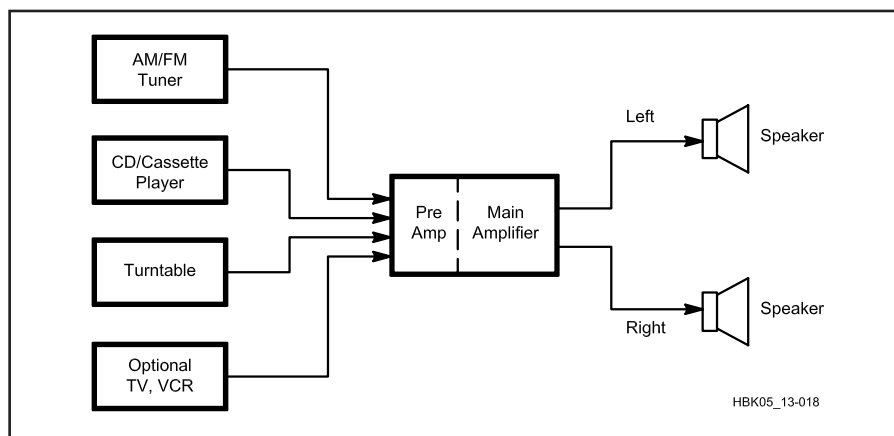 AM/FM
Tuner
CD/Cassette
Player
Turntable
Optional
TV, VCR
Pre
Amp
Main
Amplifier
Left
Speaker
Right
Speaker
HBK05_13-018